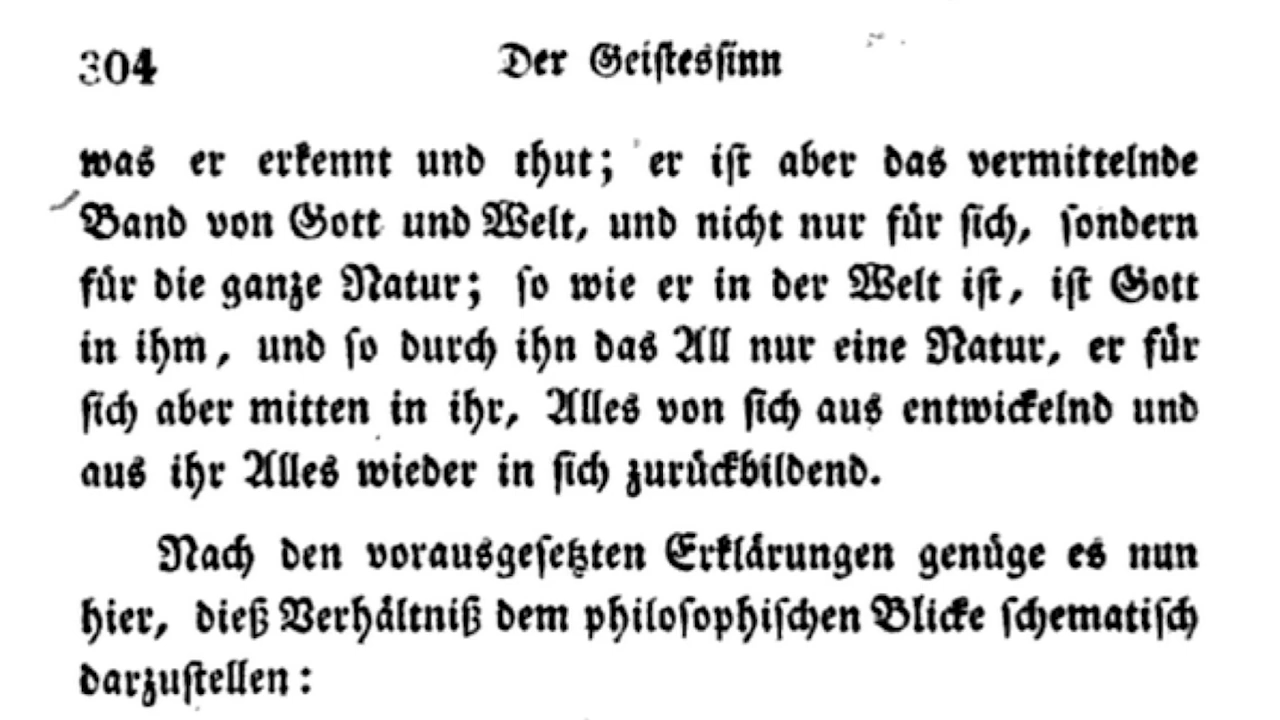 304 Der Geistessinn
was er erkennt und thut; er ist aber das vermittelnde
Band von Gott und Welt, und nicht nur für sich, sondern
für die ganze Natur; so wie er in der Welt ist, ist Gott
in ihm, und so durch ihn das All nur eine Natur, er für
sich aber mitten in ihr, Alles von sich aus entwickelnd und
aus ihr Alles wieder in sich zurückbildend.
Nach den vorausgesetzten Erklärungen genüge es nun
hier, dieß Verhältniß dem philosophischen Blicke schematisch
darzustellen: